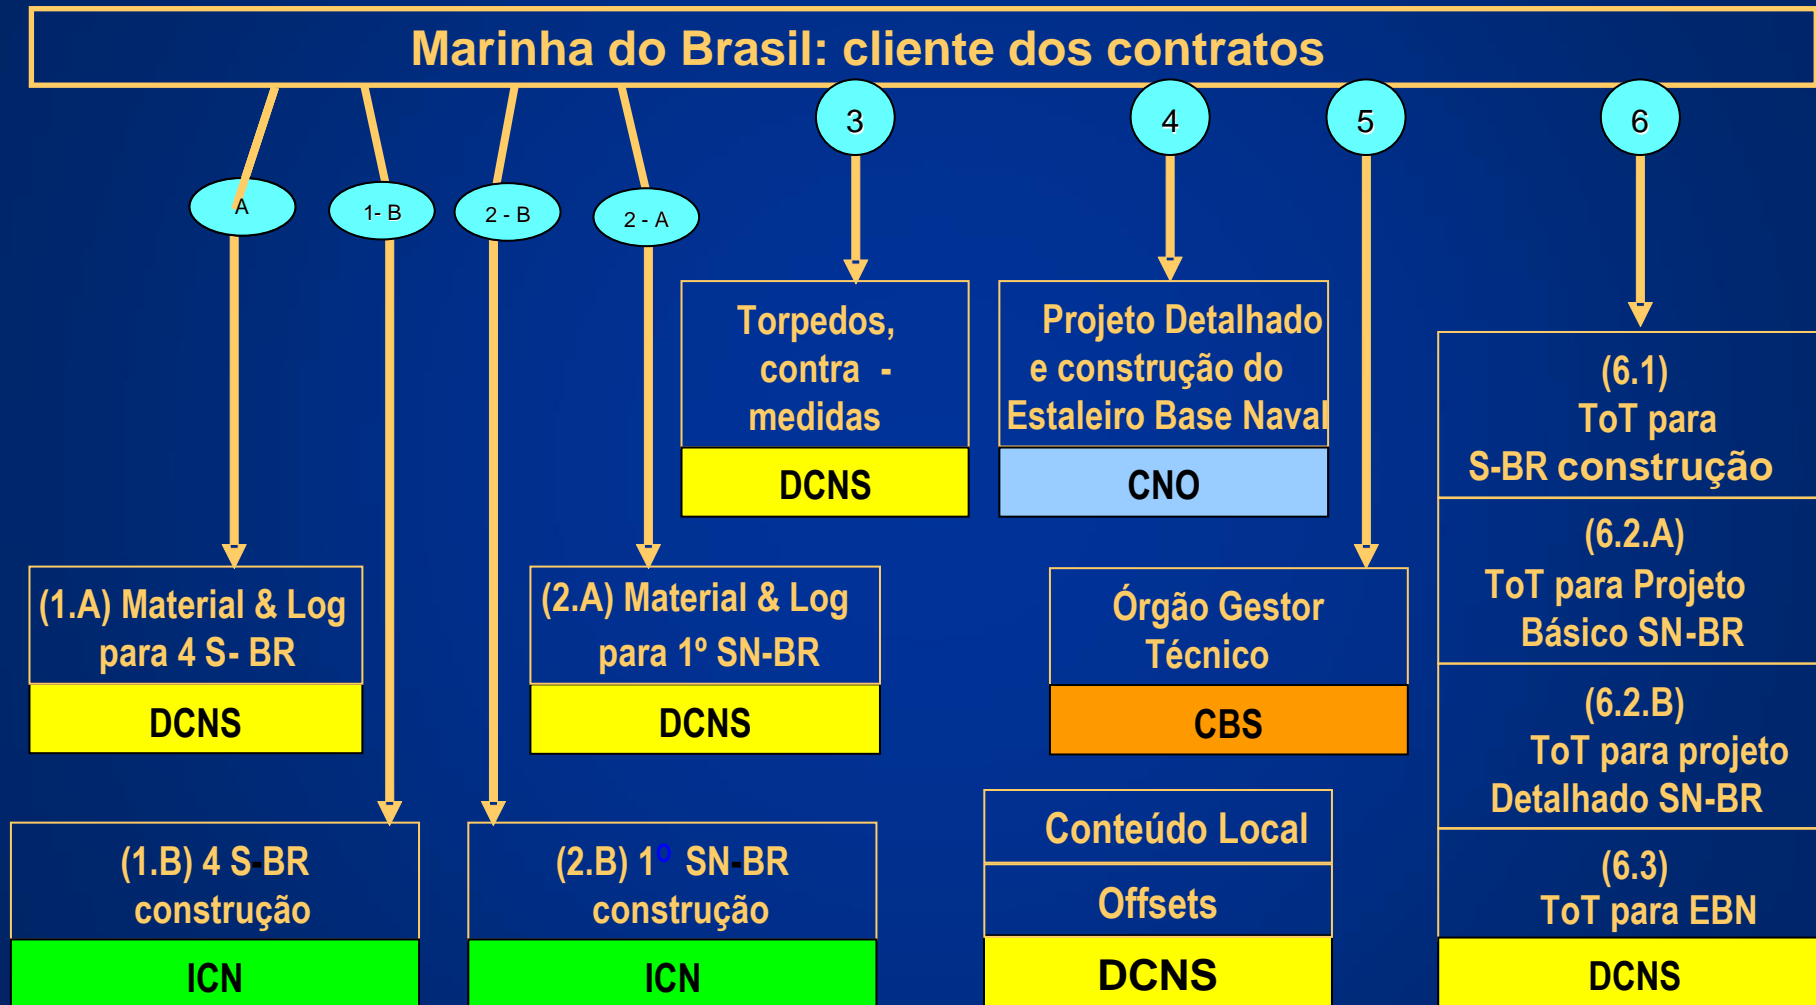 Marinha do Brasil: cliente dos contratos
3
4
5
6
A
1- B
2 - B
2 - A
Torpedos,
contra -
medidas
DCNS
Projeto Detalhado
e construção do
Estaleiro Base Naval
CNO
(6.1)
ToT para
S-BR construção
(6.2.A)
ToT para Projeto
Básico SN-BR
(6.2.B)
ToT para projeto
Detalhado SN-BR
(6.3)
ToT para EBN
DCNS
(1.A) Material & Log
para 4 S- BR
DCNS
(2.A) Material & Log
para 1º SN-BR
DCNS
Órgão Gestor
Técnico
CBS
(1.B) 4 S-BR
construção
ICN
(2.B) 1º SN-BR
construção
ICN
Conteúdo Local
Offsets
DCNS